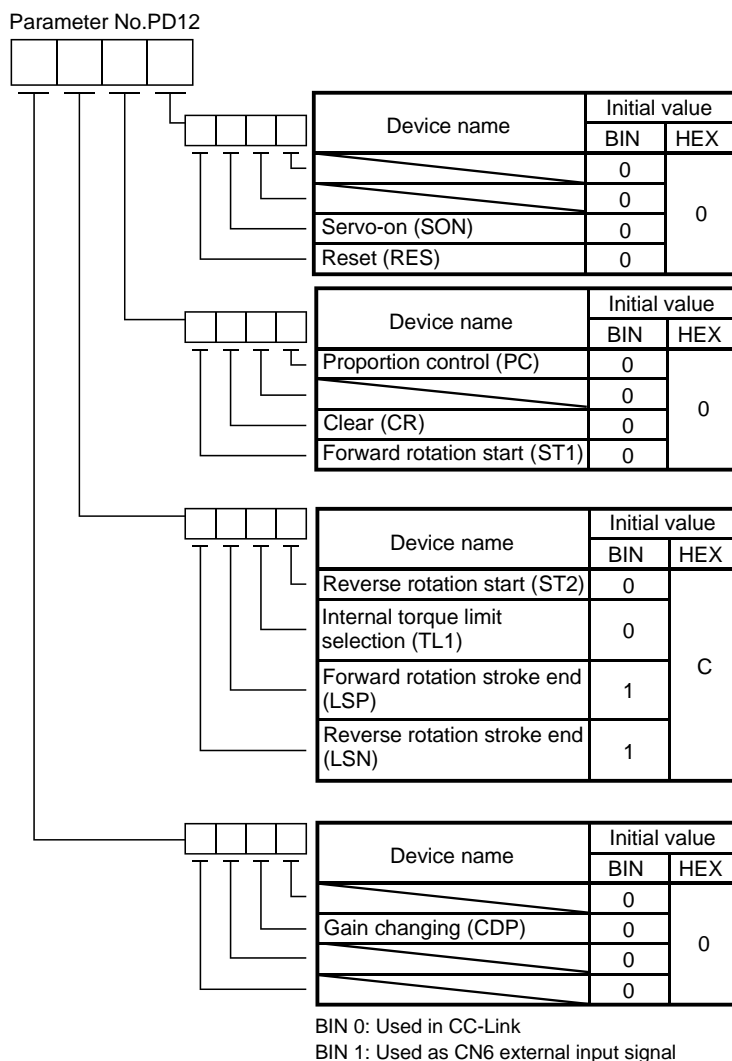 Parameter No.PD12
Device name
Initial value
BIN HEX
0
0
Servo-on (SON) 0
Reset (RES) 0
0
Device name
Initial value
BIN HEX
Proportion control (PC) 0
0
Clear (CR) 0
Forward rotation start (ST1) 0
0
Device name
Initial value
BIN HEX
Reverse rotation start (ST2) 0
Internal torque limit
selection (TL1)
0
Forward rotation stroke end
(LSP)
1
Reverse rotation stroke end
(LSN)
1
C
Device name
Initial value
BIN HEX
0
Gain changing (CDP) 0
0
0
0
BIN 0: Used in CC-Link
BIN 1: Used as CN6 external input signal